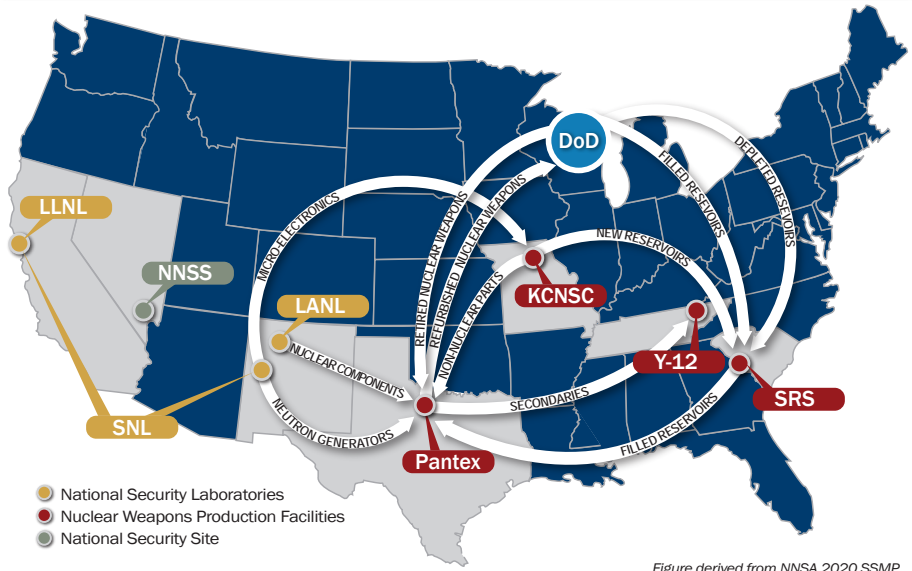 DoD
DEPLETED RESEVOIRS
FILLED RESEVOIRS
LLNL
MICRO ELECTRONICS
RETIRED NUCLEAR WEAPONS
REFURBISHED NUCLEAR WEAPONS
NEW RESERVOIRS
NNSS
NON-NUCLEAR PARTS
KCNSC
LANL
NUCLEAR COMPONENTS
Y-12
SRS
SECONDARIES
NEUTRON GENERATORS
FILLED RESERVOIRS
SNL
Pantex
National Security Laboratories
Nuclear Weapons Production Facilities
National Security Site
Figure derived from NNSA 2020 SSMP